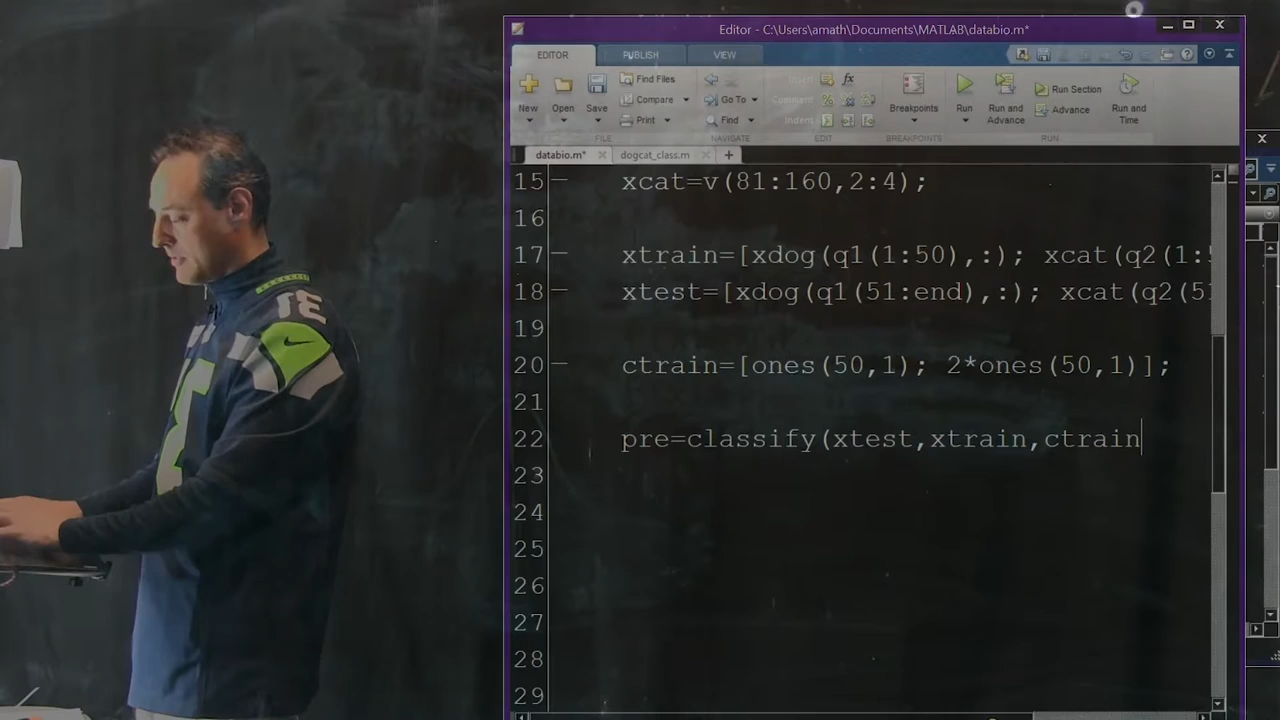 Editor - C:\Users\amath\Documents\MATLAB\databio.m*
EDITOR PUBLISH VIEW
New Open Save Find Files Compare Print Go To Find Indent Breakpoints Run Run and Advance Run Section Advance Run and Time
FILE NAVIGATE EDIT BREAKPOINTS RUN
databio.m* dogcat_class.m
15 xcat=v(81:160,2:4);
16
17 xtrain=[xdog(q1(1:50),:); xcat(q2(1:5
18 xtest=[xdog(q1(51:end),:); xcat(q2(51
19
20 ctrain=[ones(50,1); 2*ones(50,1)];
21
22 pre=classify(xtest,xtrain,ctrain
23
24
25
26
27
28
29